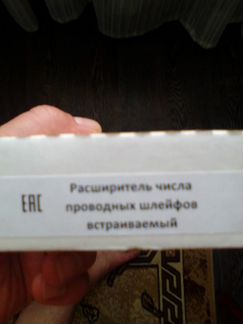 EAC
Расширитель числа
проводных шлейфов
встраиваемый